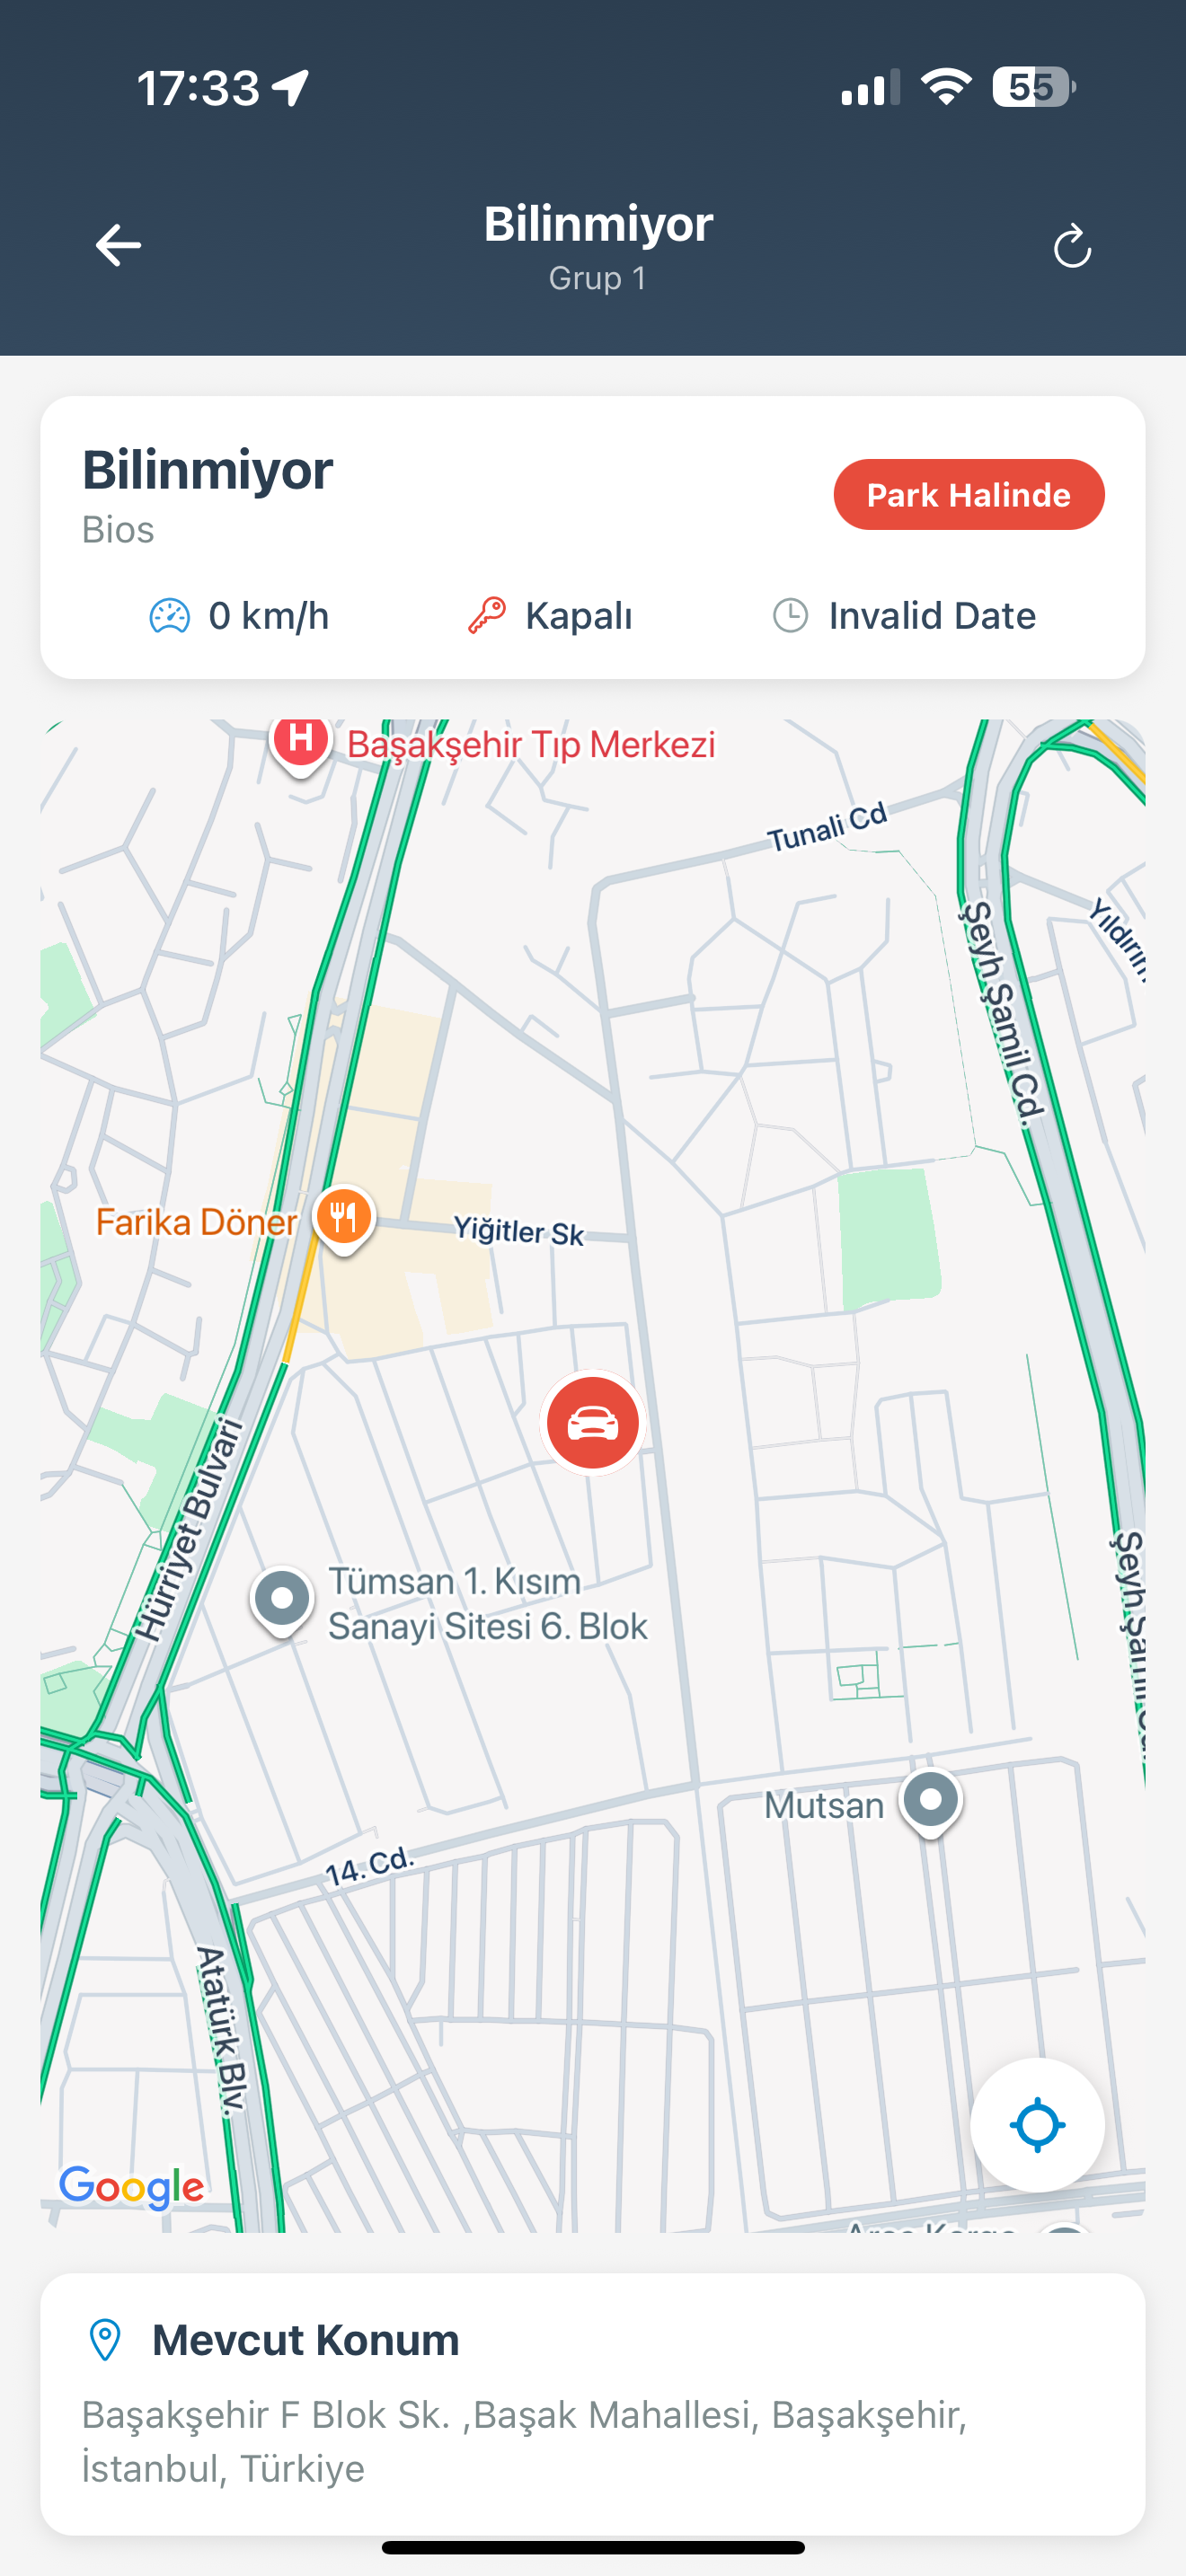 17:33
55
Bilinmiyor
Grup 1
Bilinmiyor
Bios
Park Halinde
0 km/h
Kapalı
Invalid Date
H
Başakşehir Tıp Merkezi
Tunali Cd
Şeyh Şamil Cd.
Farika Döner
Yiğitler Sk
Hürriyet Bulvari
Tümsan 1. Kısım
Sanayi Sitesi 6. Blok
Şeyh
Mutsan
14. Cd.
Atatürk Blv.
Google
Mevcut Konum
Başakşehir F Blok Sk. ,Başak Mahallesi, Başakşehir,
İstanbul, Türkiye